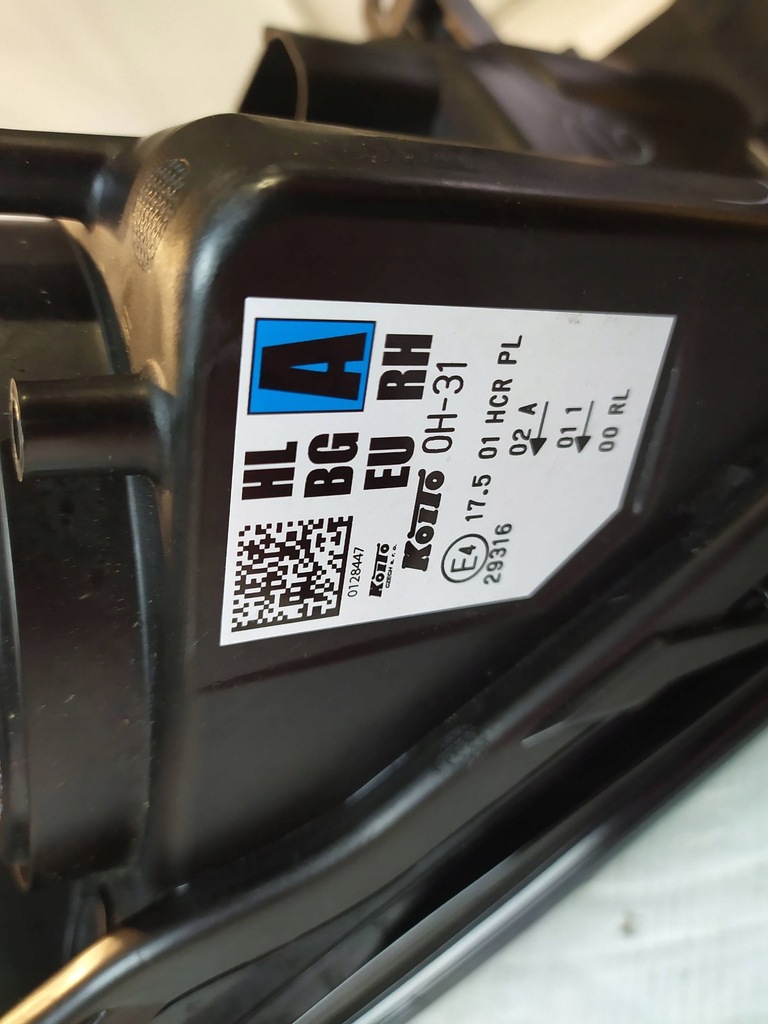 HL A
BG
EU RH
0128447
KOITO
CZECH s.r.o.
KOITO 0H-31
E4 17.5 01 HCR PL
29316 02 A
01 1
00 RL